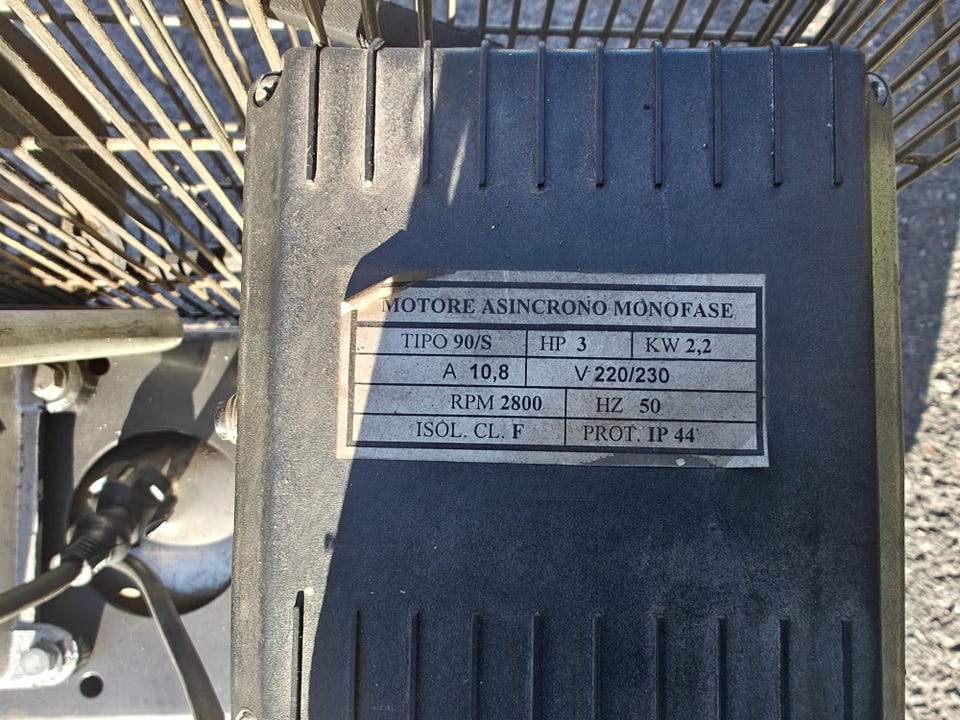 MOTORE ASINCRONO MONOFASE
TIPO 90/S HP 3 KW 2,2
A 10,8 V 220/230
RPM 2800 HZ 50
ISOL. CL. F PROT. IP 44